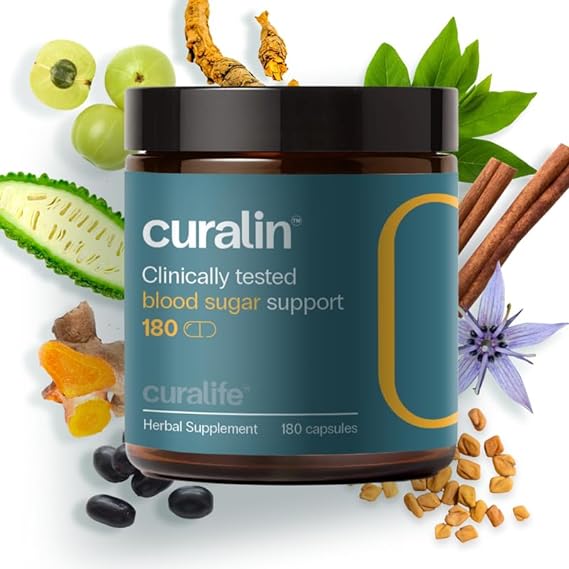 curalin™
Clinically tested
blood sugar support
180
curalife™
Herbal Supplement 180 capsules